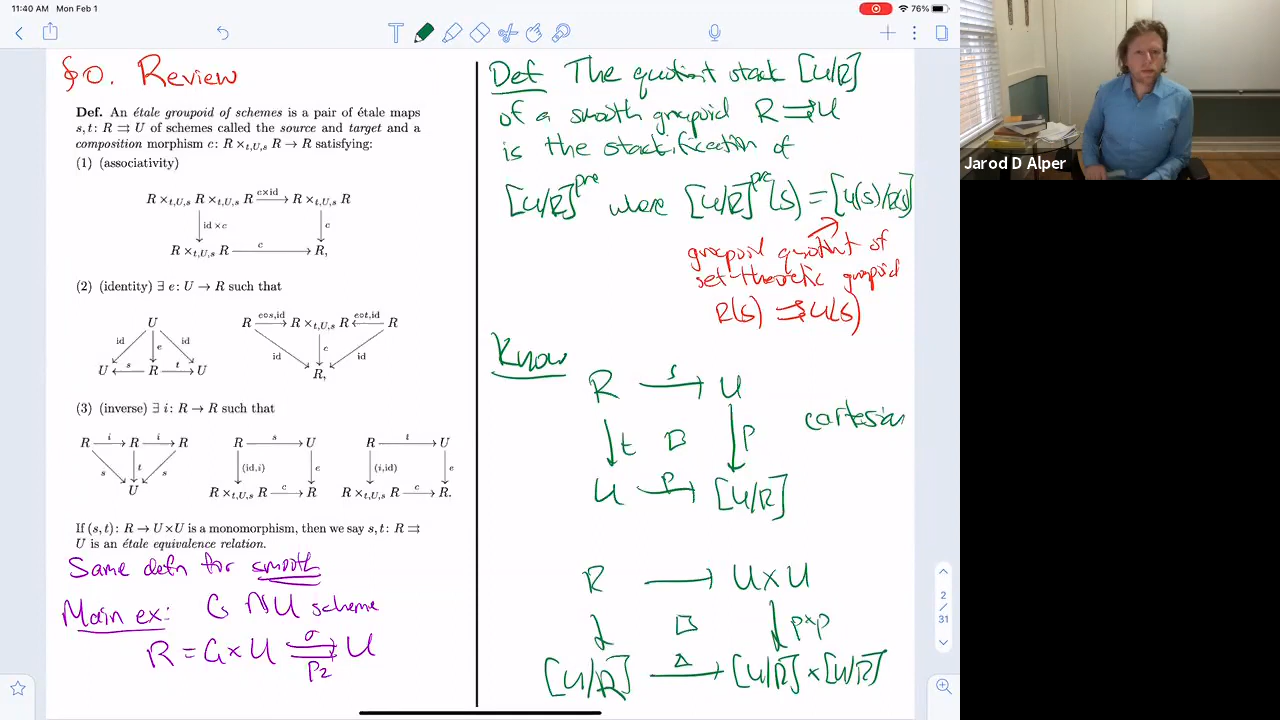 11:40 AM Mon Feb 1
76%
§0. Review
Def. An étale groupoid of schemes is a pair of étale maps
s, t: R ⇉ U of schemes called the source and target and a
composition morphism c: R ×t,U,s R → R satisfying:
(1) (associativity)
R ×t,U,s R ×t,U,s R c×id R ×t,U,s R
id ×c c
R ×t,U,s R c R,
(2) (identity) ∃ e: U → R such that
U
id e id
U s R t U
R e∘s,id R ×t,U,s R e∘t,id R
id c id
R,
(3) (inverse) ∃ i: R → R such that
R i R i R
s t s
U
R s U
(id,i) e
R ×t,U,s R c R
R t U
(i,id) e
R ×t,U,s R c R.
If (s, t): R → U×U is a monomorphism, then we say s, t: R ⇉
U is an étale equivalence relation.
Same defn for smooth
Main ex: G ↷ U scheme
R = G × U σ ⇉ p2 U
Def The quotient stack [U/R]
of a smooth groupoid R ⇉ U
is the stackification of
[U/R]^pre where [U/R]^pre (S) = [U(S)/R(S)]
groupoid quotient of
set-theoretic groupoid
R(S) ⇉ U(S)
Know
R s → U
↓ t □ ↓ p cartesian
U p → [U/R]
R → U × U
↓ □ ↓ p×p
[U/R] Δ → [U/R] × [U/R]
2
/
31
Jarod D Alper